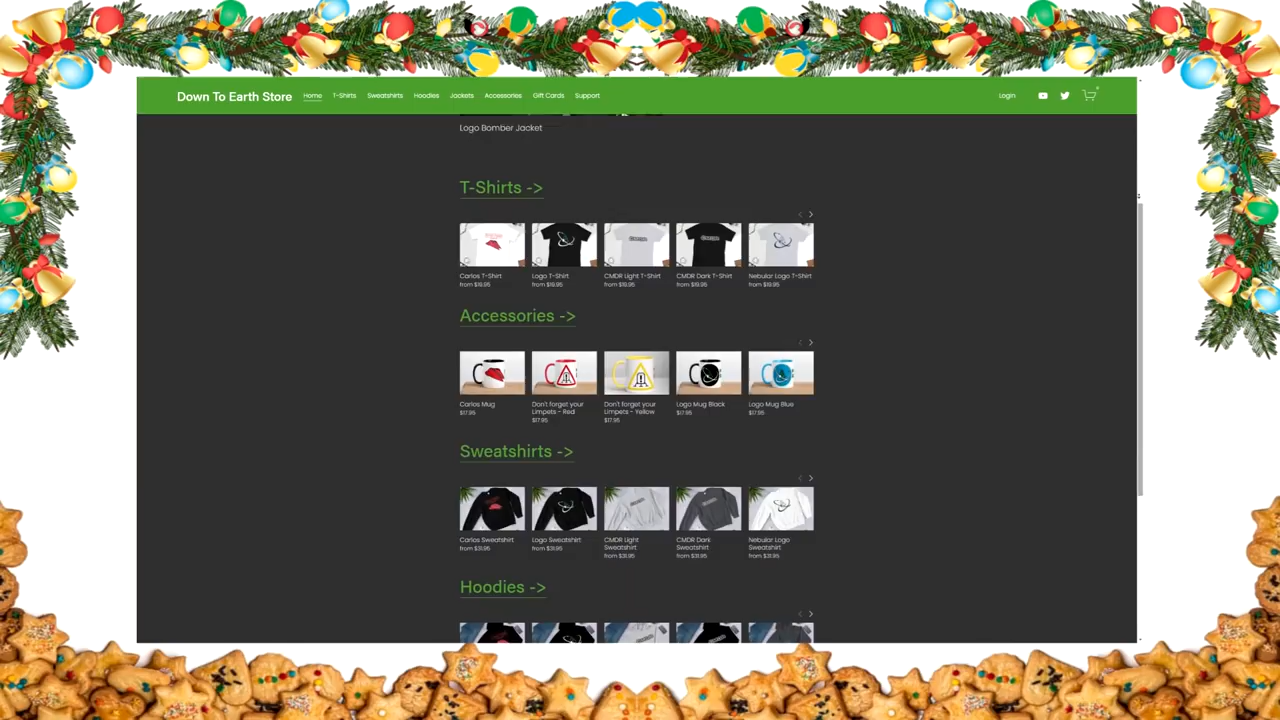 Down To Earth Store Home T-Shirts Sweatshirts Hoodies Jackets Accessories Gift Cards Support Login
Logo Bomber Jacket
T-Shirts ->
Carlos T-Shirt
from $19.95
Logo T-Shirt
from $19.95
CMDR Light T-Shirt
from $19.95
CMDR Dark T-Shirt
from $19.95
Nebular Logo T-Shirt
from $19.95
Accessories ->
Carlos Mug
$17.95
Don't forget your
Limpets - Red
$17.95
Don't forget your
Limpets - Yellow
$17.95
Logo Mug Black
$17.95
Logo Mug Blue
$17.95
Sweatshirts ->
Carlos Sweatshirt
from $31.95
Logo Sweatshirt
from $31.95
CMDR Light
Sweatshirt
from $31.95
CMDR Dark
Sweatshirt
from $31.95
Nebular Logo
Sweatshirt
from $31.95
Hoodies ->